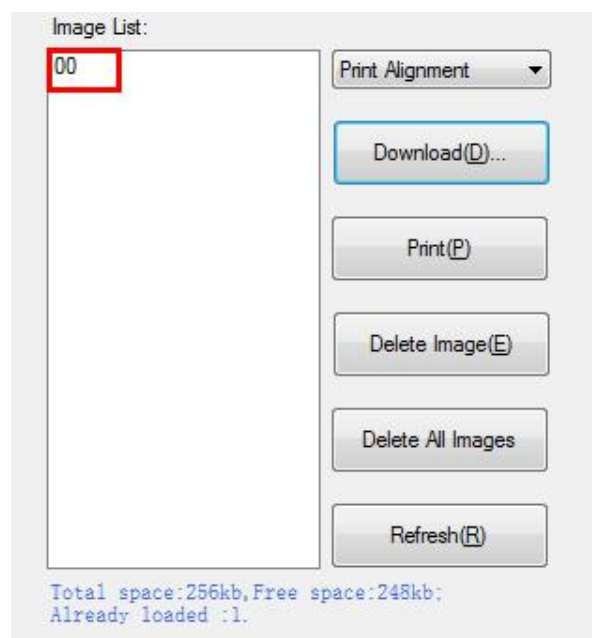 Image List:
00
Print Alignment
Download(D)...
Print(P)
Delete Image(E)
Delete All Images
Refresh(R)
Total space:256kb,Free space:248kb;
Already loaded :1.